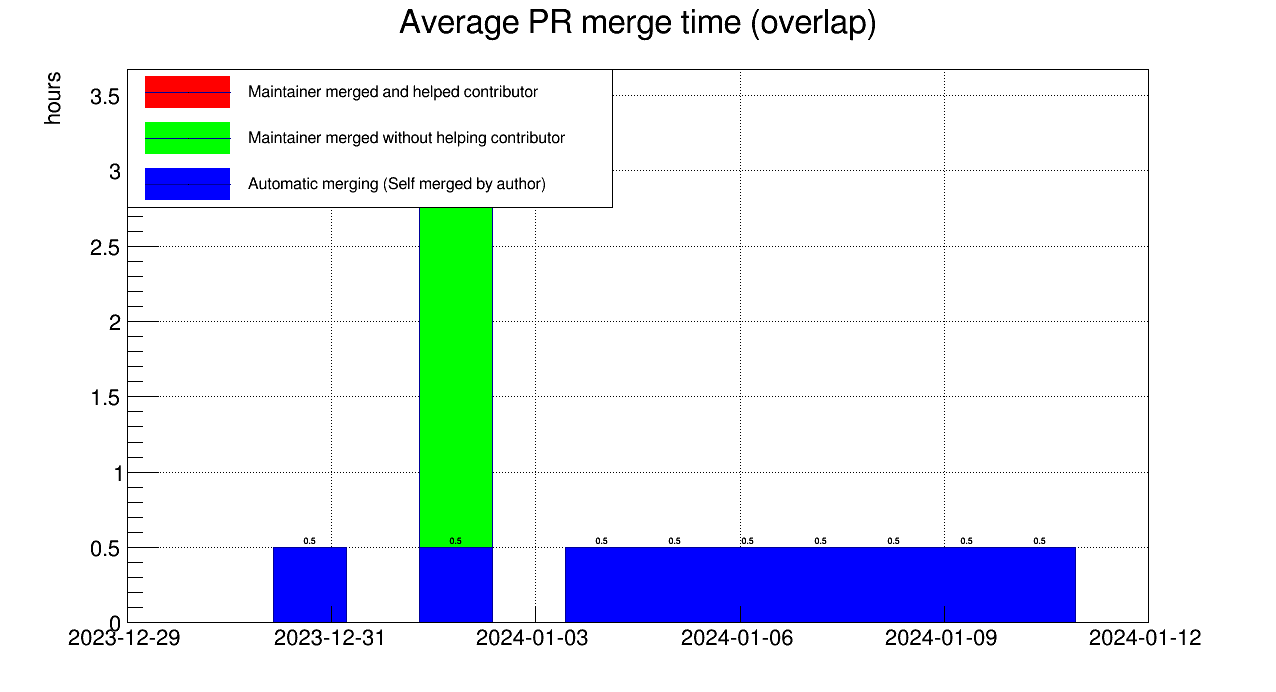 Average PR merge time (overlap)
hours
Maintainer merged and helped contributor
Maintainer merged without helping contributor
Automatic merging (Self merged by author)
3.5
3
2.5
2
1.5
1
0.5
0
0.5 0.5 0.5 0.5 0.5 0.5 0.5 0.5 0.5
2023-12-29 2023-12-31 2024-01-03 2024-01-06 2024-01-09 2024-01-12